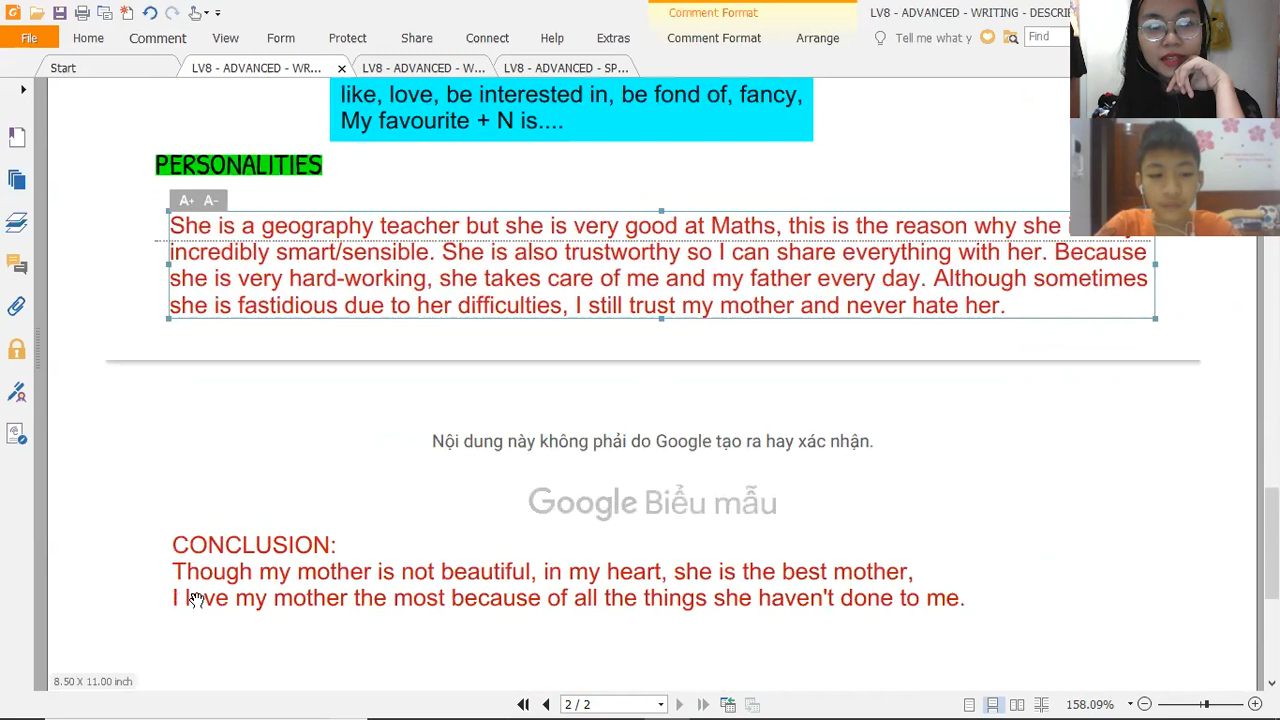 LV8 - ADVANCED - WRITING - DESCRI
Comment Format
File Home Comment View Form Protect Share Connect Help Extras Comment Format Arrange Tell me what y Find
Start LV8 - ADVANCED - WR... LV8 - ADVANCED - W... LV8 - ADVANCED - SP...
like, love, be interested in, be fond of, fancy,
My favourite + N is....
PERSONALITIES
A+ A-
She is a geography teacher but she is very good at Maths, this is the reason why she
incredibly smart/sensible. She is also trustworthy so I can share everything with her. Because
she is very hard-working, she takes care of me and my father every day. Although sometimes
she is fastidious due to her difficulties, I still trust my mother and never hate her.
Nội dung này không phải do Google tạo ra hay xác nhận.
Google Biểu mẫu
CONCLUSION:
Though my mother is not beautiful, in my heart, she is the best mother,
I love my mother the most because of all the things she haven't done to me.
8.50 X 11.00 inch
2 / 2
158.09%